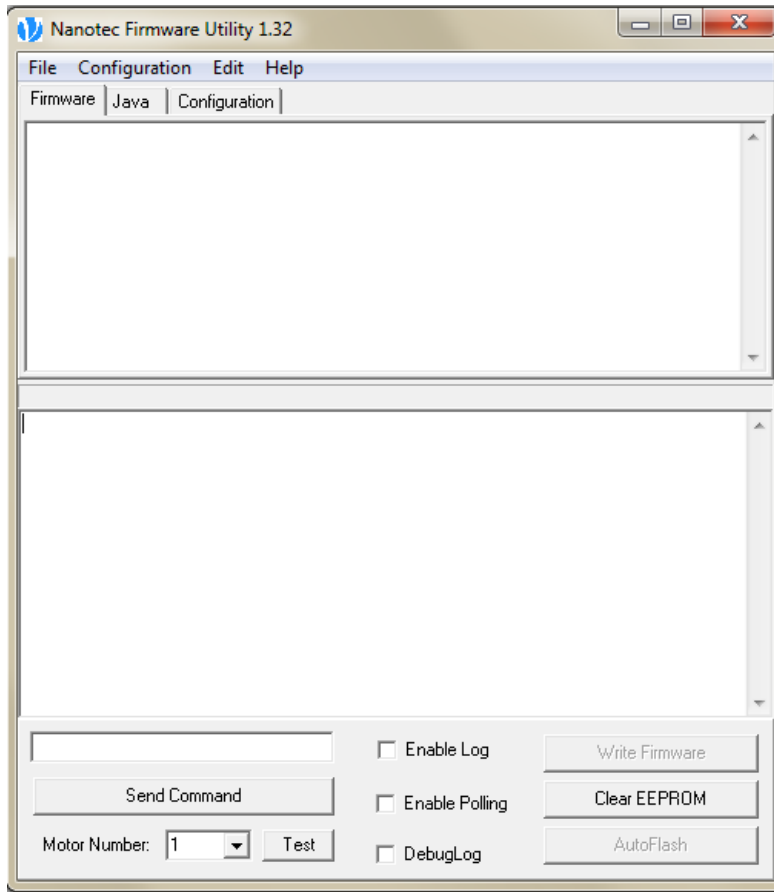 Nanotec Firmware Utility 1.32
File Configuration Edit Help
Firmware Java Configuration
Enable Log Write Firmware
Send Command Enable Polling Clear EEPROM
Motor Number: 1 Test DebugLog AutoFlash